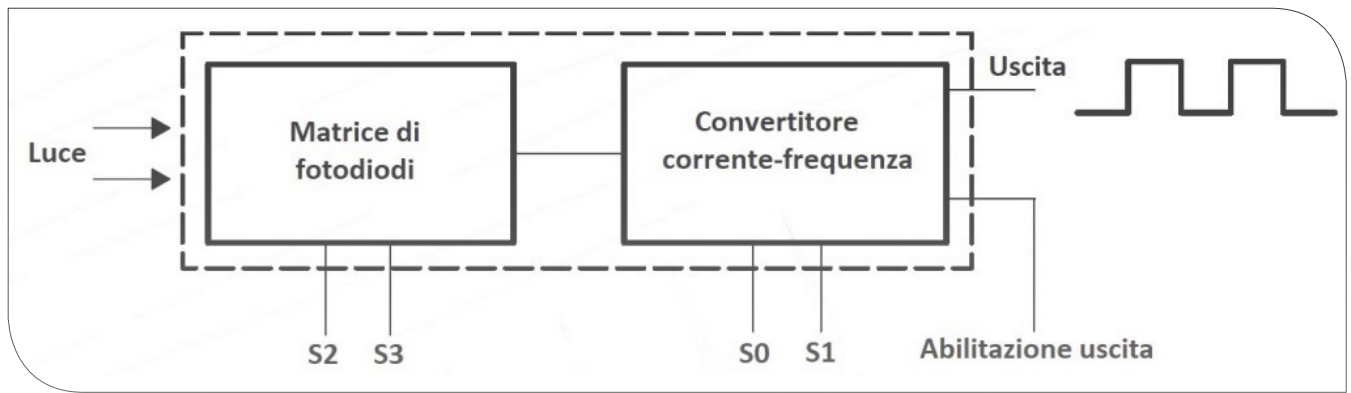 Luce
Matrice di
fotodiodi
Convertitore
corrente-frequenza
Uscita
S2
S3
S0
S1
Abilitazione uscita